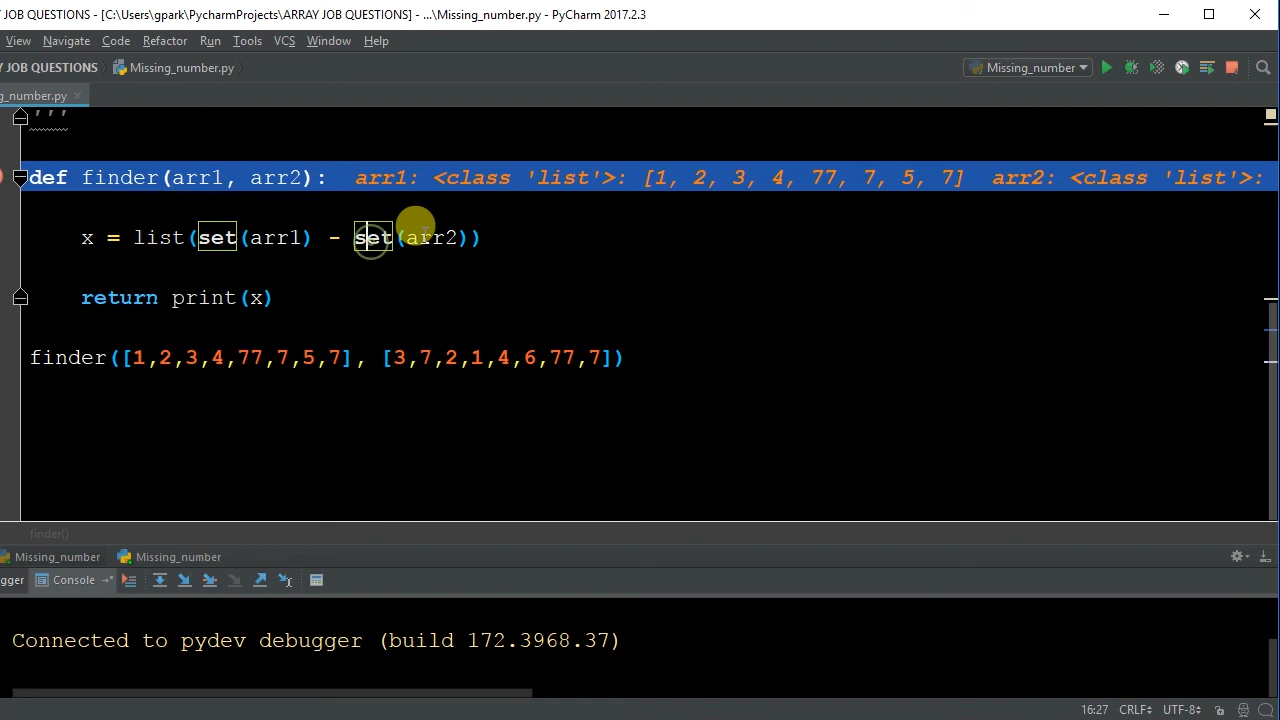 Y JOB QUESTIONS - [C:\Users\gpark\PycharmProjects\ARRAY JOB QUESTIONS] - ...\Missing_number.py - PyCharm 2017.2.3
View Navigate Code Refactor Run Tools VCS Window Help
Y JOB QUESTIONS Missing_number.py Missing_number
g_number.py
'''
def finder(arr1, arr2): arr1: <class 'list'>: [1, 2, 3, 4, 77, 7, 5, 7] arr2: <class 'list'>:
x = list(set(arr1) - set(arr2))
return print(x)
finder([1,2,3,4,77,7,5,7], [3,7,2,1,4,6,77,7])
finder()
Missing_number Missing_number
gger Console
Connected to pydev debugger (build 172.3968.37)
16:27 CRLF UTF-8